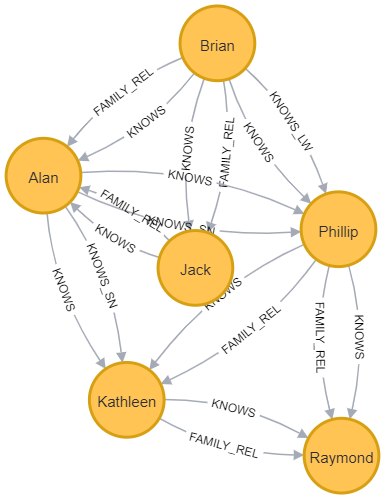 Brian
FAMILY_REL
KNOWS
KNOWS
FAMILY_REL
KNOWS
KNOWS_LW
Alan
KNOWS
FAMILY_REL
KNOWS_SN
Phillip
KNOWS
Jack
KNOWS
KNOWS_SN
KNOWS
FAMILY_REL
FAMILY_REL
KNOWS
Kathleen
KNOWS
FAMILY_REL
Raymond